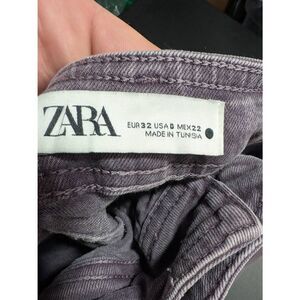 ZARA
EUR 32 USA 0 MEX 22
MADE IN TUNISIA